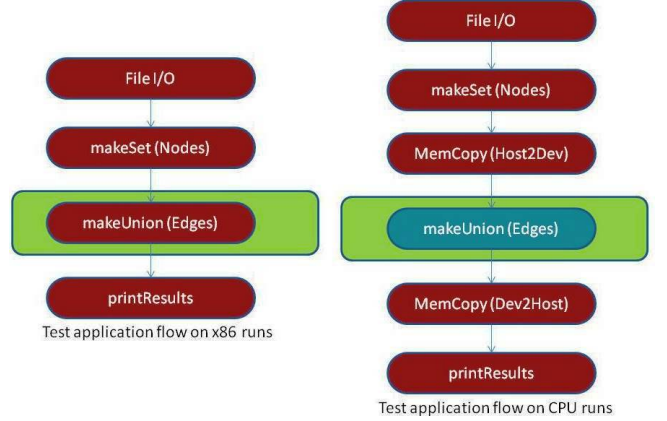 File I/O
makeSet (Nodes)
makeUnion (Edges)
printResults
Test application flow on x86 runs
File I/O
makeSet (Nodes)
MemCopy (Host2Dev)
makeUnion (Edges)
MemCopy (Dev2Host)
printResults
Test application flow on CPU runs